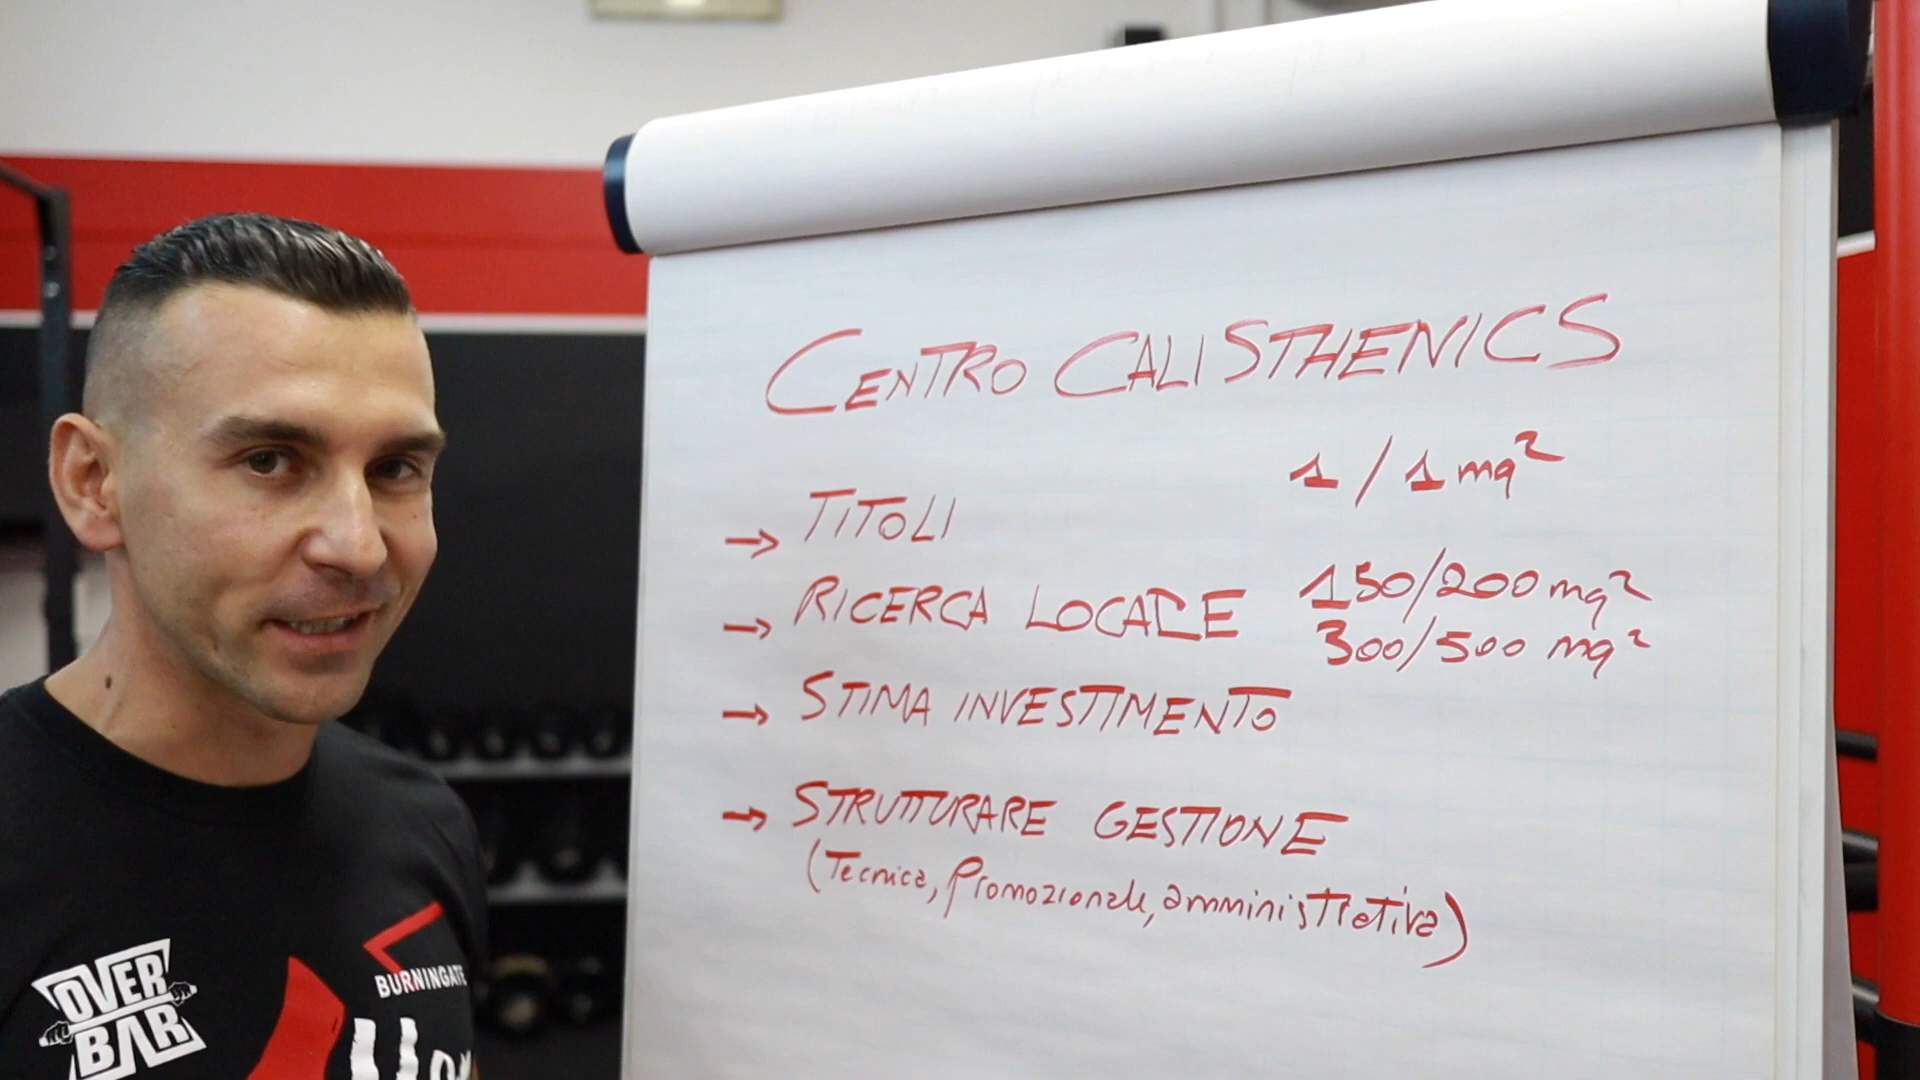 CENTRO CALISTHENICS
1/1 mq²
→ TITOLI
→ RICERCA LOCALE 150/200 mq²
300/500 mq²
→ STIMA INVESTIMENTO
→ STRUTTURARE GESTIONE
(Tecnica, promozionale, amministrativa)
OVER
BAR
BURNINGATE